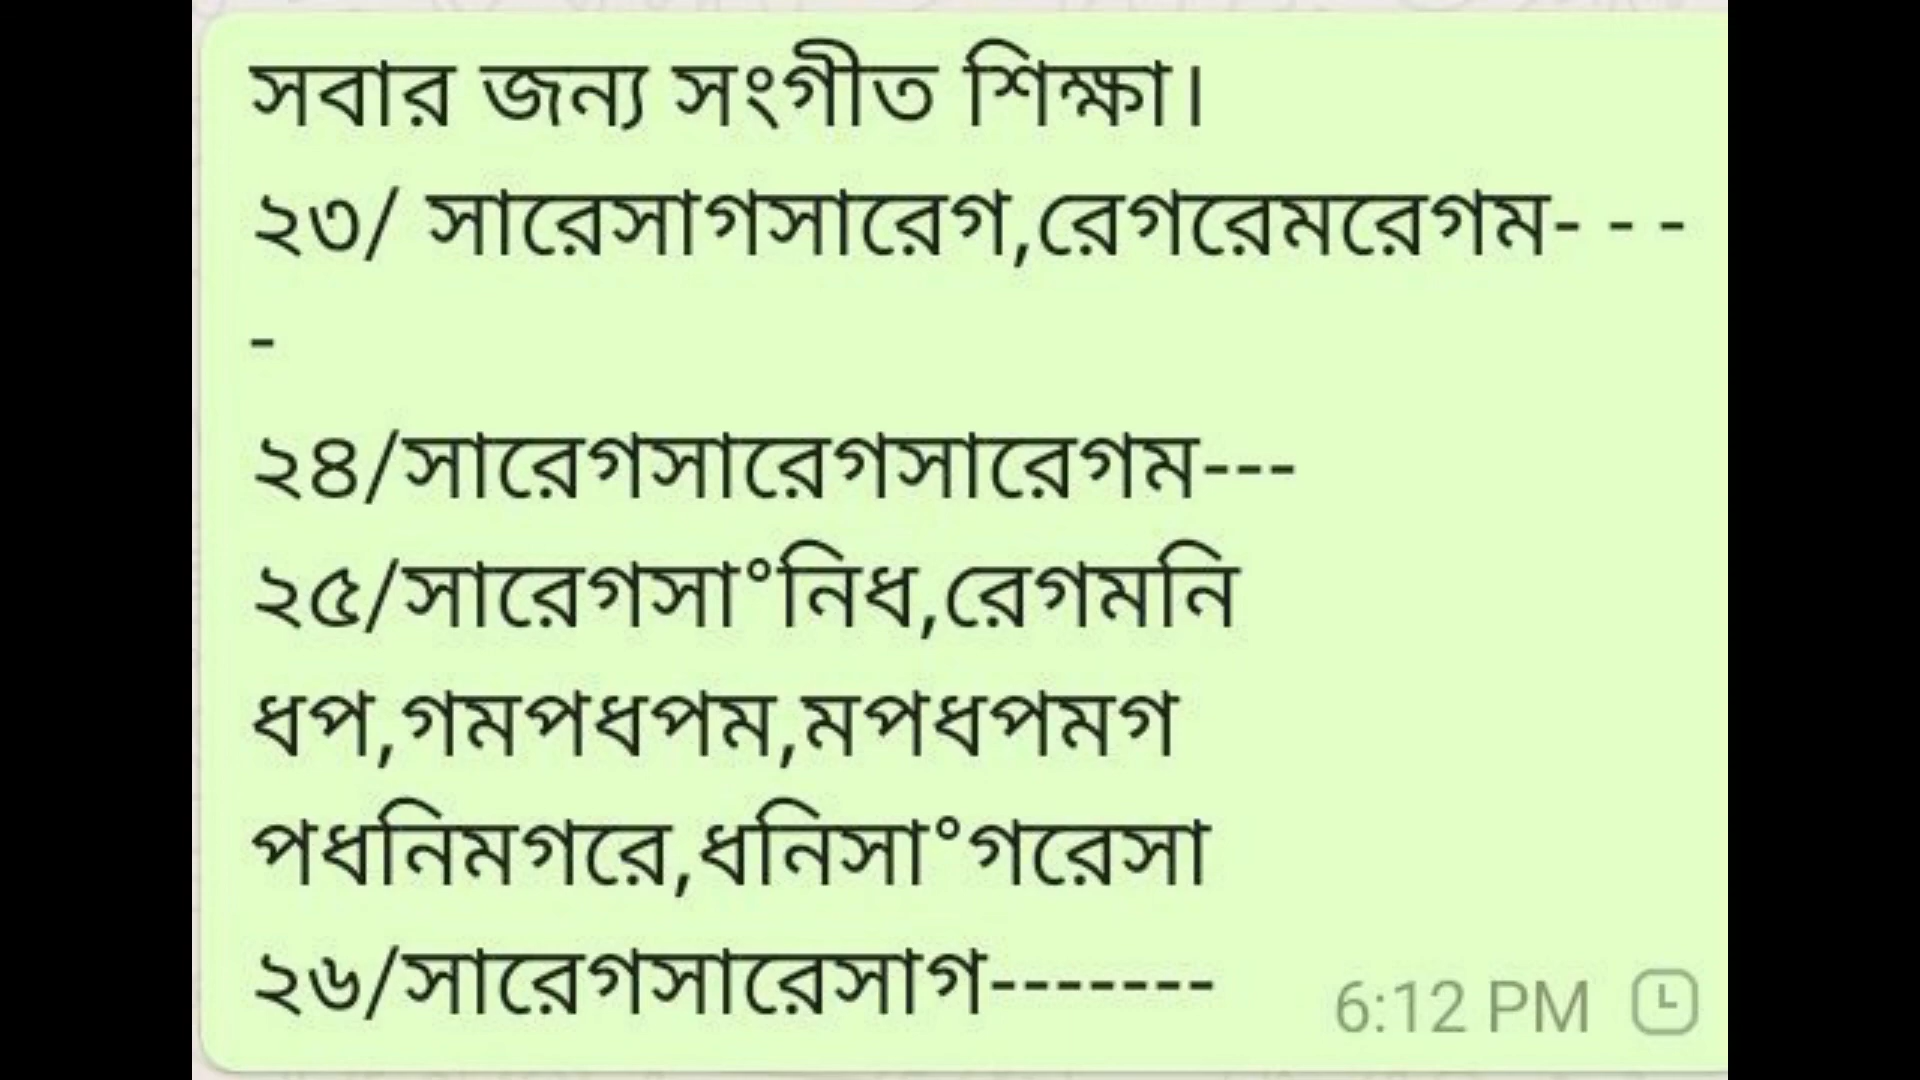 সবার জন্য সংগীত শিক্ষা।
২৩/ সারেসাগসারেগ,রেগরেমরেগম- - -
-
২৪/সারেগসারেগসারেগম---
২৫/সারেগসা°নিধ,রেগমনি
ধপ,গমপধপম,মপধপমগ
পধনিমগরে,ধনিসা°গরেসা
২৬/সারেগসারেসাগ-------
6:12 PM